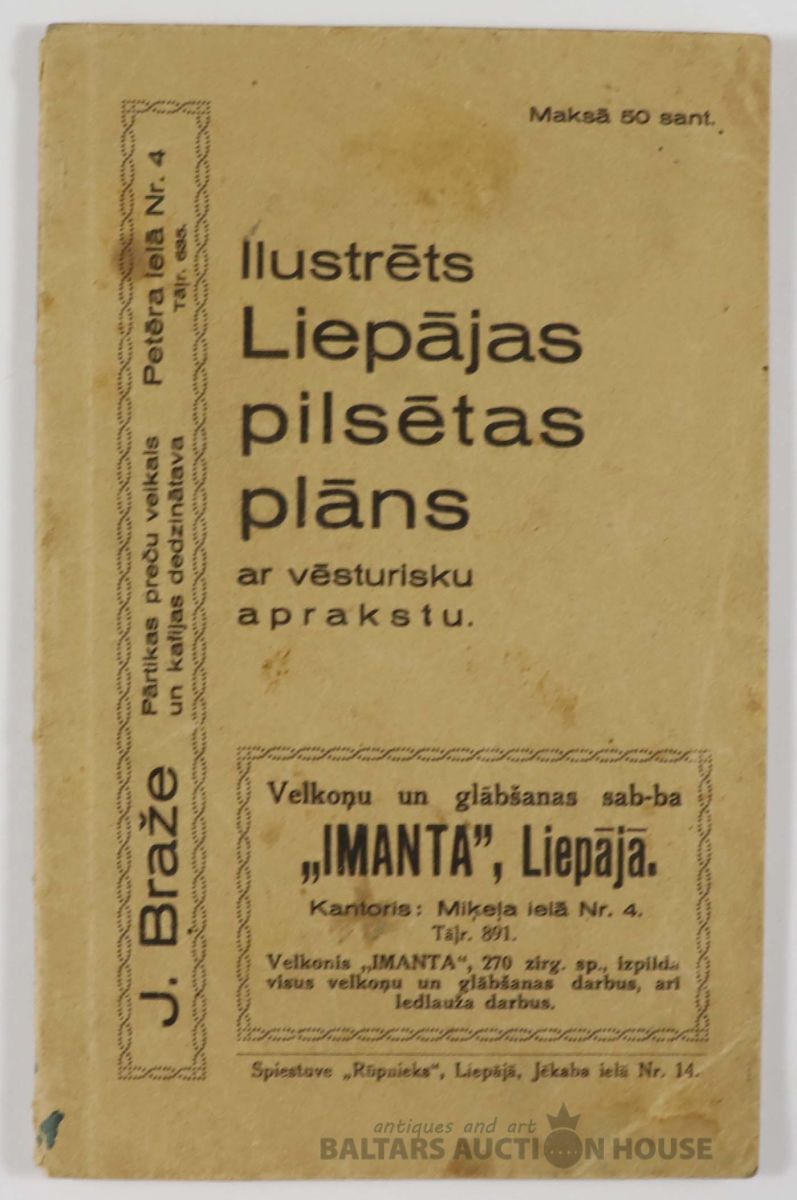 Maksā 50 sant.
Ilustrēts
Liepājas
pilsētas
plāns
ar vēsturisku
aprakstu.
J. Braže
Pārtikas preču veikals
un kafijas dedzinātava
Petēra ielā Nr. 4
Tāļr. 635.
Velkoņu un glābšanas sab-ba
„IMANTA”, Liepājā.
Kantoris: Miķeļa ielā Nr. 4.
Tāļr. 891.
Velkonis „IMANTA“, 270 zirg. sp., izpilda
visus velkoņu un glābšanas darbus, arī
ledlauža darbus.
Spiestuve „Rūpnieks“, Liepājā, Jēkaba ielā Nr. 14.
antiques and art
BALTARS AUCTION HOUSE